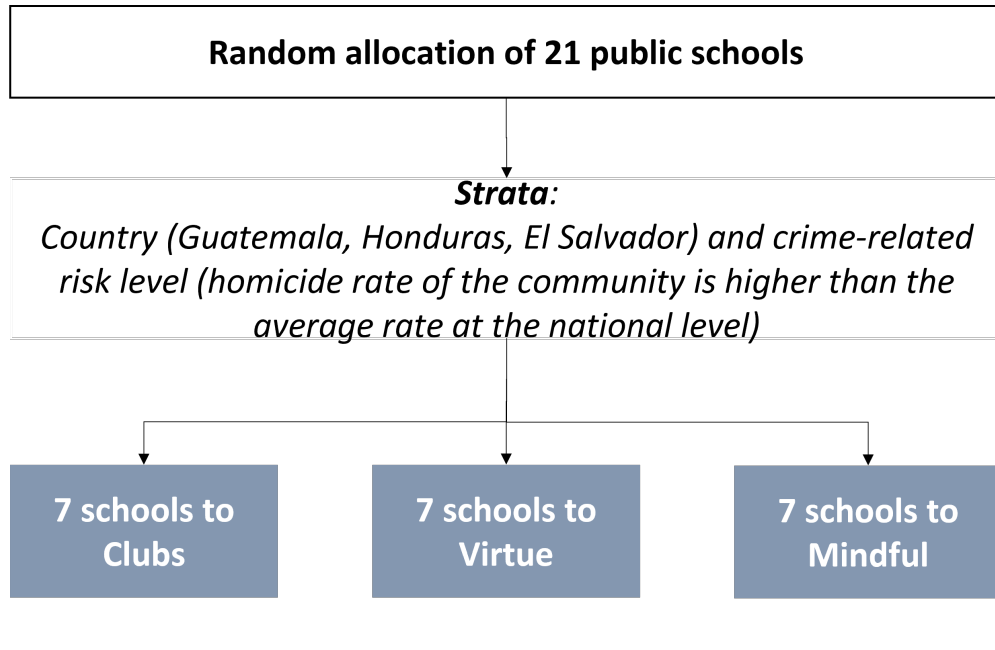 Random allocation of 21 public schools
Strata:
Country (Guatemala, Honduras, El Salvador) and crime-related
risk level (homicide rate of the community is higher than the
average rate at the national level)
7 schools to
Clubs
7 schools to
Virtue
7 schools to
Mindful